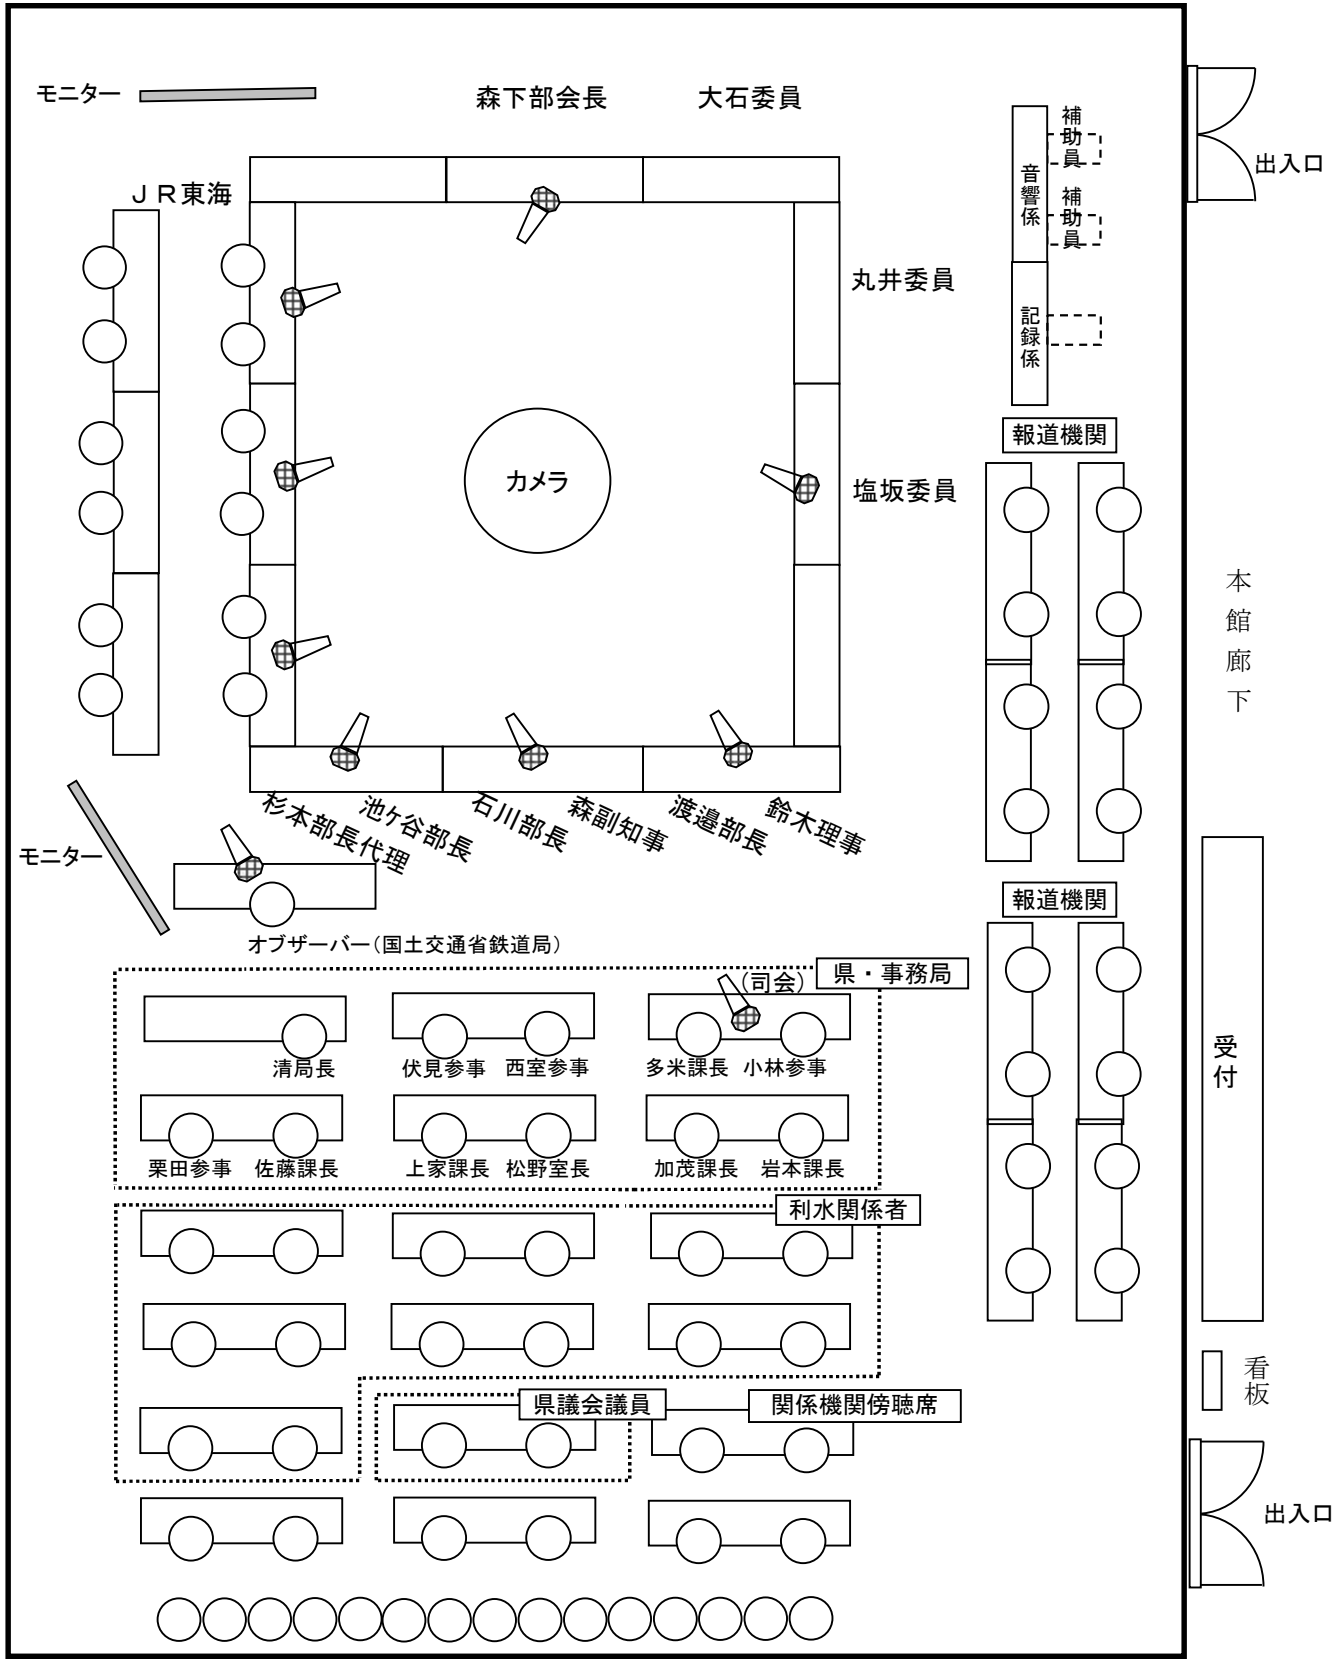 モニター
森下部会長
大石委員
補助員
出入口
音響係
ＪＲ東海
補助員
丸井委員
記録係
報道機関
カメラ
塩坂委員
本館廊下
杉本部長代理
池ケ谷部長
石川部長
森副知事
渡邉部長
鈴木理事
モニター
報道機関
オブザーバー（国土交通省鉄道局）
県・事務局
（司会）
受付
清局長
伏見参事
西室参事
多米課長
小林参事
栗田参事
佐藤課長
上家課長
松野室長
加茂課長
岩本課長
利水関係者
看板
県議会議員
関係機関傍聴席
出入口